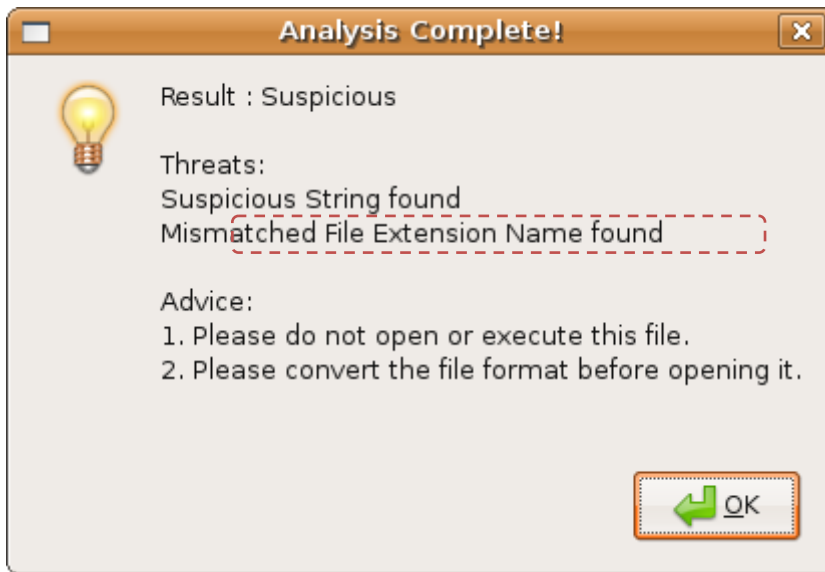 Analysis Complete!
Result : Suspicious
Threats:
Suspicious String found
Mismatched File Extension Name found
Advice:
1. Please do not open or execute this file.
2. Please convert the file format before opening it.
OK